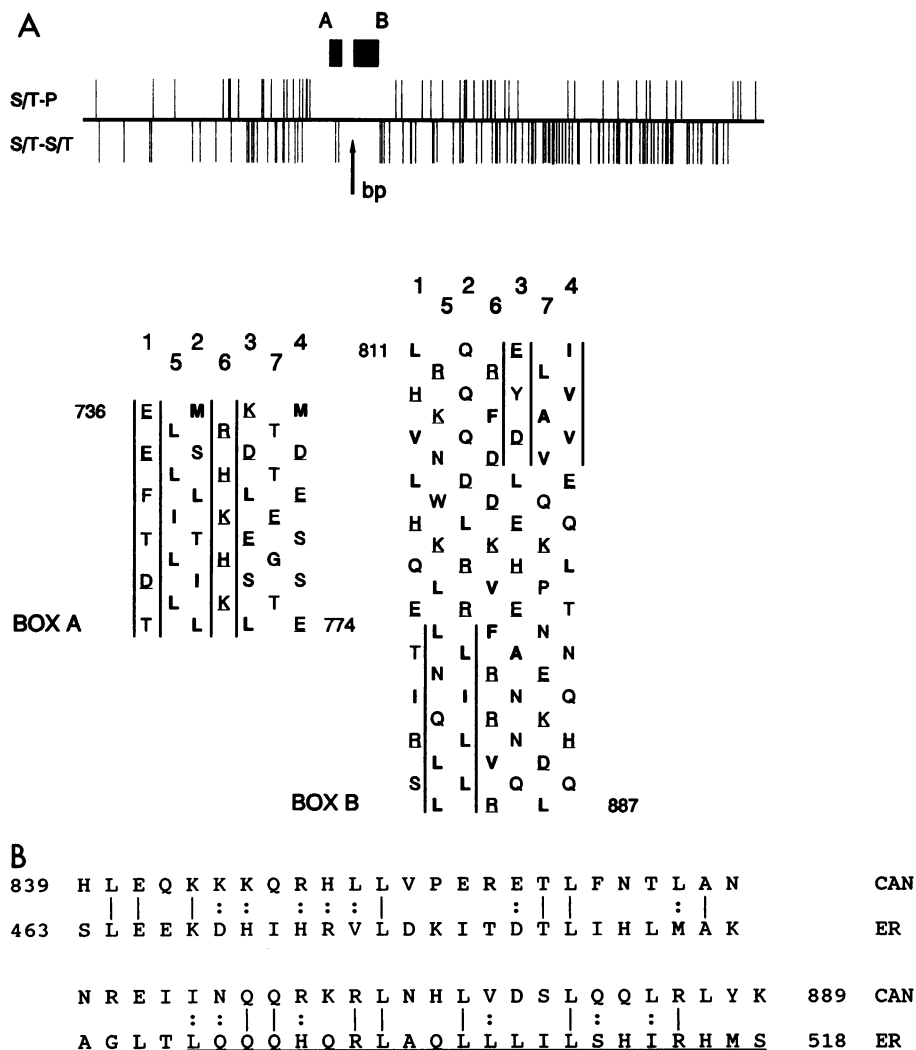 A
A B
S/T-P
S/T-S/T
bp
1 2 3 4
5 6 7
736 E M K M
L R T
E S D D
L H T
F L L E
I K E
T T E S
L H G
D I S S
L K T
BOX A T L L E 774
1 2 3 4
5 6 7
811 L Q E I
R R L
H Q Y V
K F A
V Q D V
N D V
L D L E
W D Q
H L E Q
K K K
Q R H L
L V P
E R E T
L F N
T L A N
N R E
I I N Q
Q R K
R L N H
L V D
S L Q Q
BOX B L R L 887
B
839 H L E Q K K K Q R H L L V P E R E T L F N T L A N CAN
463 S L E E K D H I H R V L D K I T D T L I H L M A K ER
N R E I I N Q Q R K R L N H L V D S L Q Q L R L Y K 889 CAN
A G L T L Q Q Q H Q R L A Q L L L I L S H I R H M S 518 ER